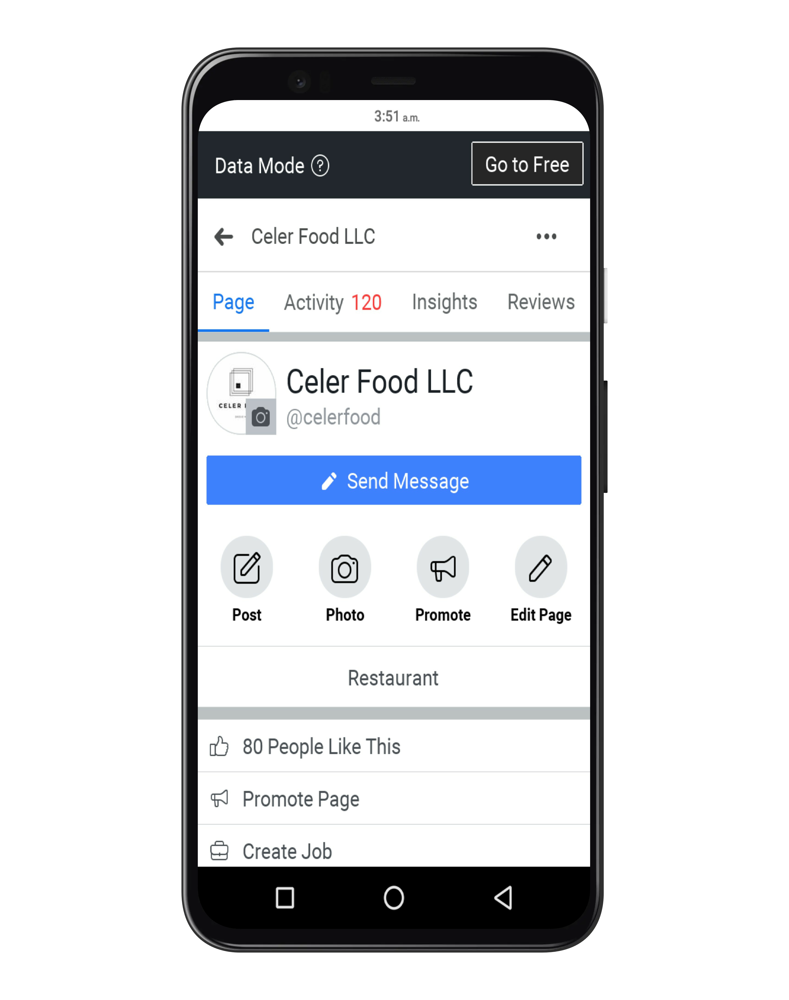 3:51 a.m.
Data Mode ? Go to Free
Celer Food LLC
Page Activity 120 Insights Reviews
Celer Food LLC
@celerfood
CELER
Send Message
Post Photo Promote Edit Page
Restaurant
80 People Like This
Promote Page
Create Job